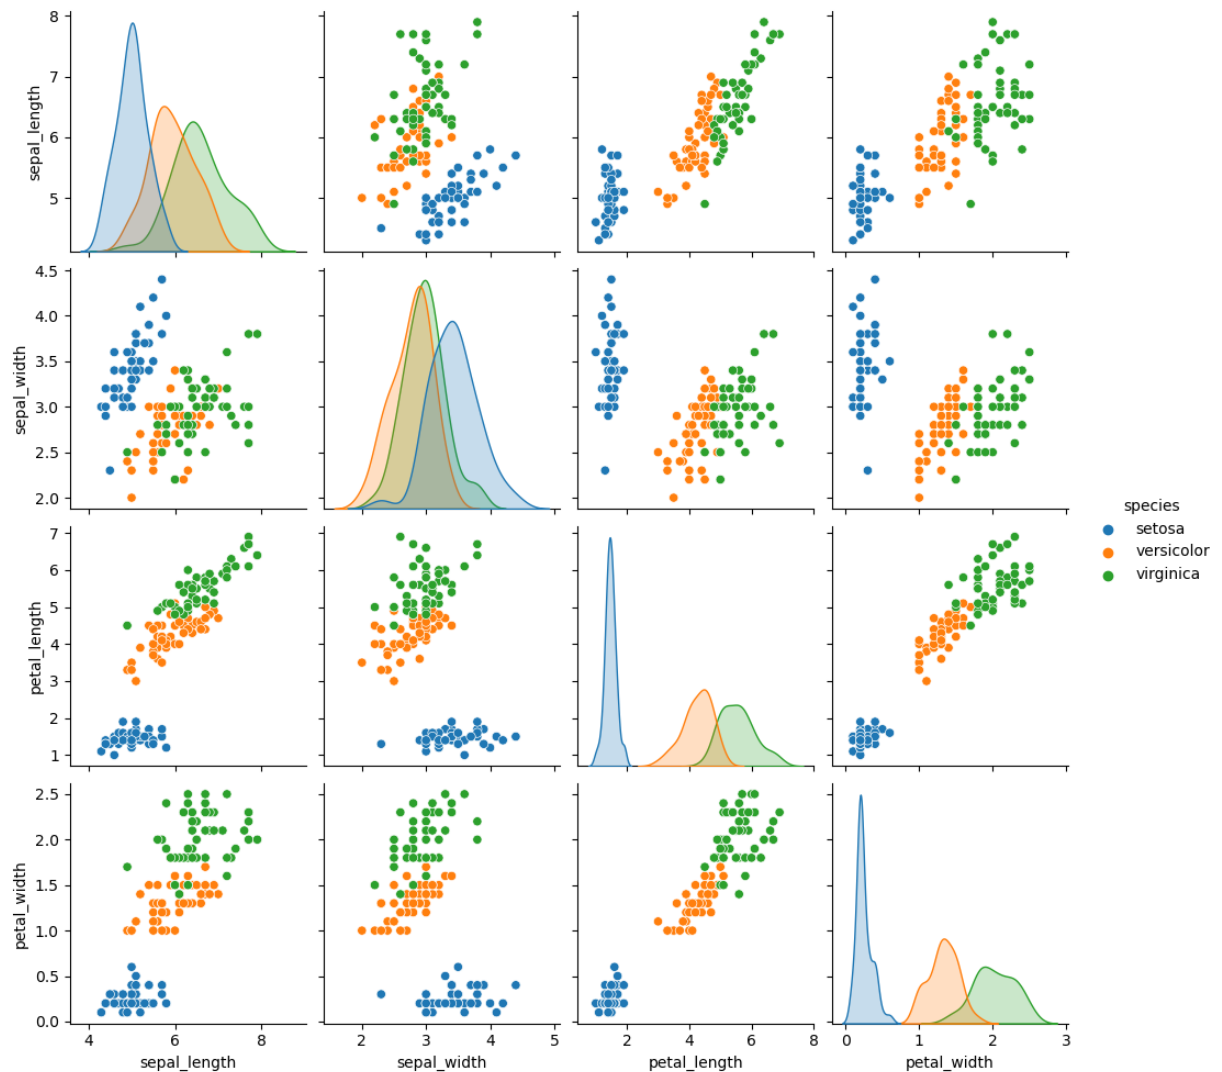 8
7
6
5
sepal_length
4 6 8
2 3 4 5
2 4 6 8
0 1 2 3
4.5
4.0
3.5
3.0
2.5
2.0
sepal_width
species
setosa
versicolor
virginica
7
6
5
4
3
2
1
petal_length
2.5
2.0
1.5
1.0
0.5
0.0
petal_width
sepal_length sepal_width petal_length petal_width